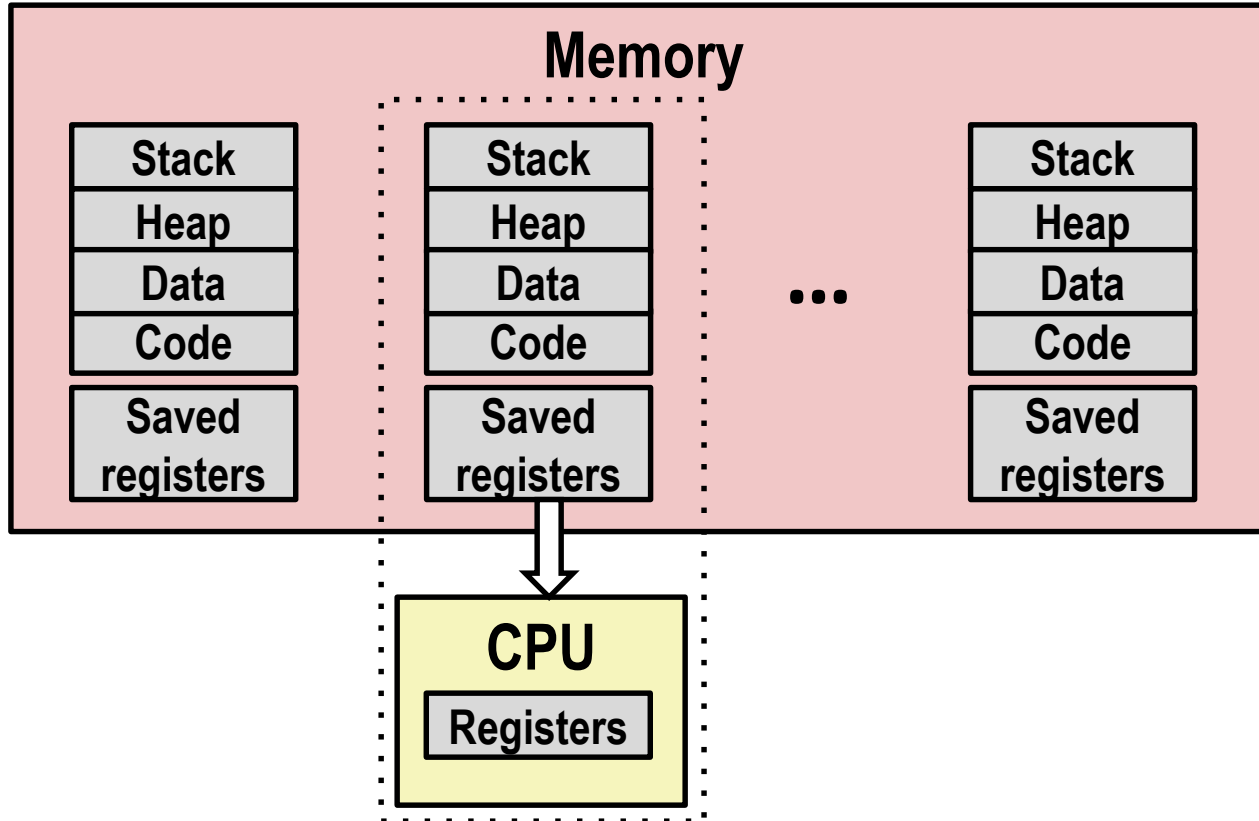 Memory
Stack
Heap
Data
Code
Saved
registers
Stack
Heap
Data
Code
Saved
registers
...
Stack
Heap
Data
Code
Saved
registers
CPU
Registers